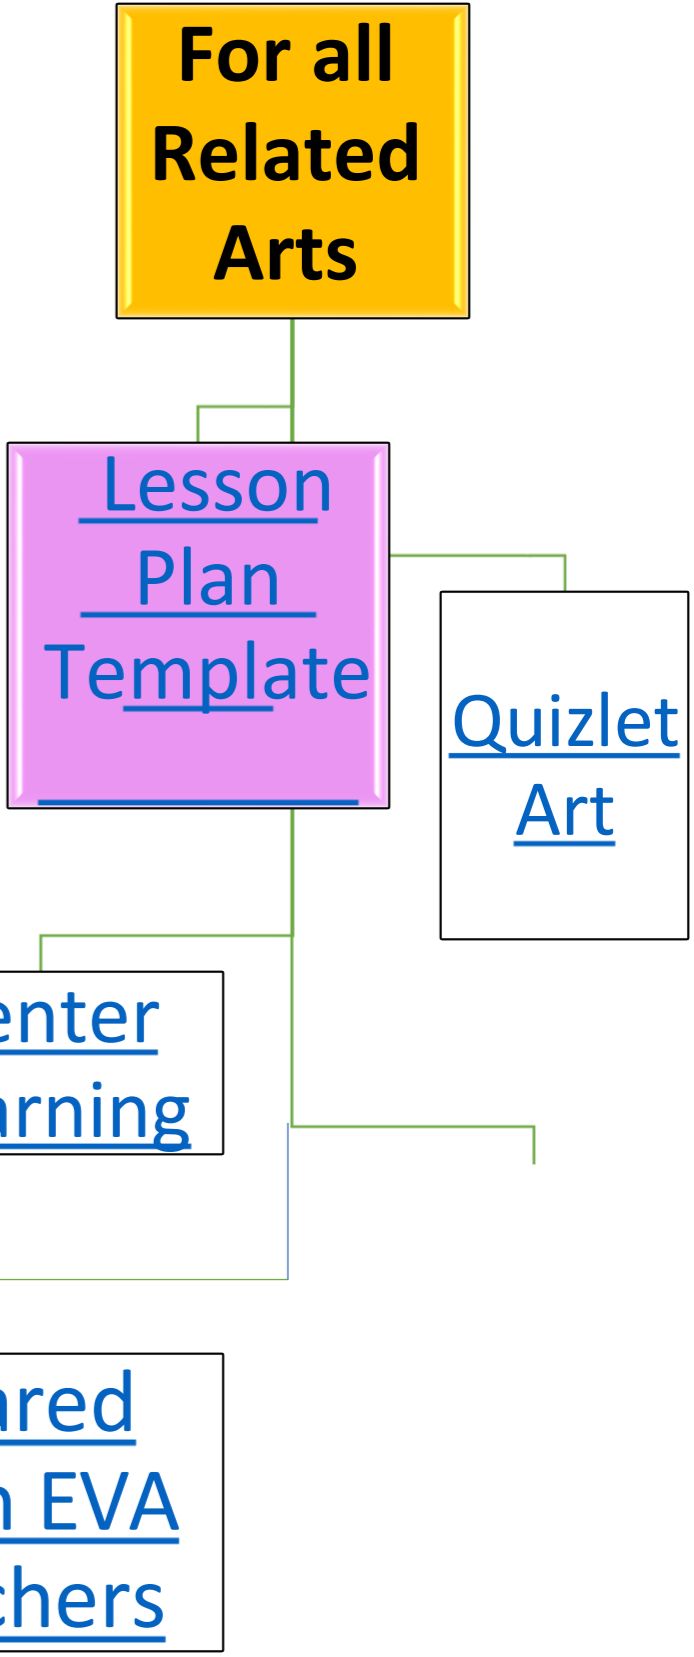 For all
Related
Arts
Lesson
Plan
Template
Quizlet
Art
enter
arning
ared
n EVA
chers